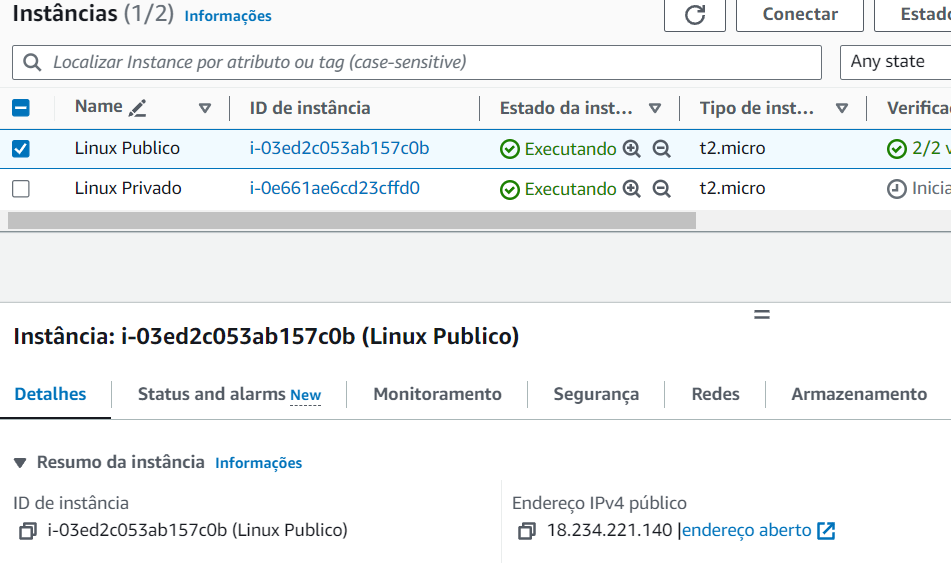 Instâncias (1/2) Informações
Conectar
Estado
Localizar Instance por atributo ou tag (case-sensitive)
Any state
Name ID de instância Estado da inst... Tipo de inst... Verifica
Linux Publico i-03ed2c053ab157c0b Executando t2.micro 2/2 v
Linux Privado i-0e661ae6cd23cffd0 Executando t2.micro Inicia
Instância: i-03ed2c053ab157c0b (Linux Publico)
Detalhes Status and alarms New Monitoramento Segurança Redes Armazenamento
Resumo da instância Informações
ID de instância
i-03ed2c053ab157c0b (Linux Publico)
Endereço IPv4 público
18.234.221.140 |endereço aberto